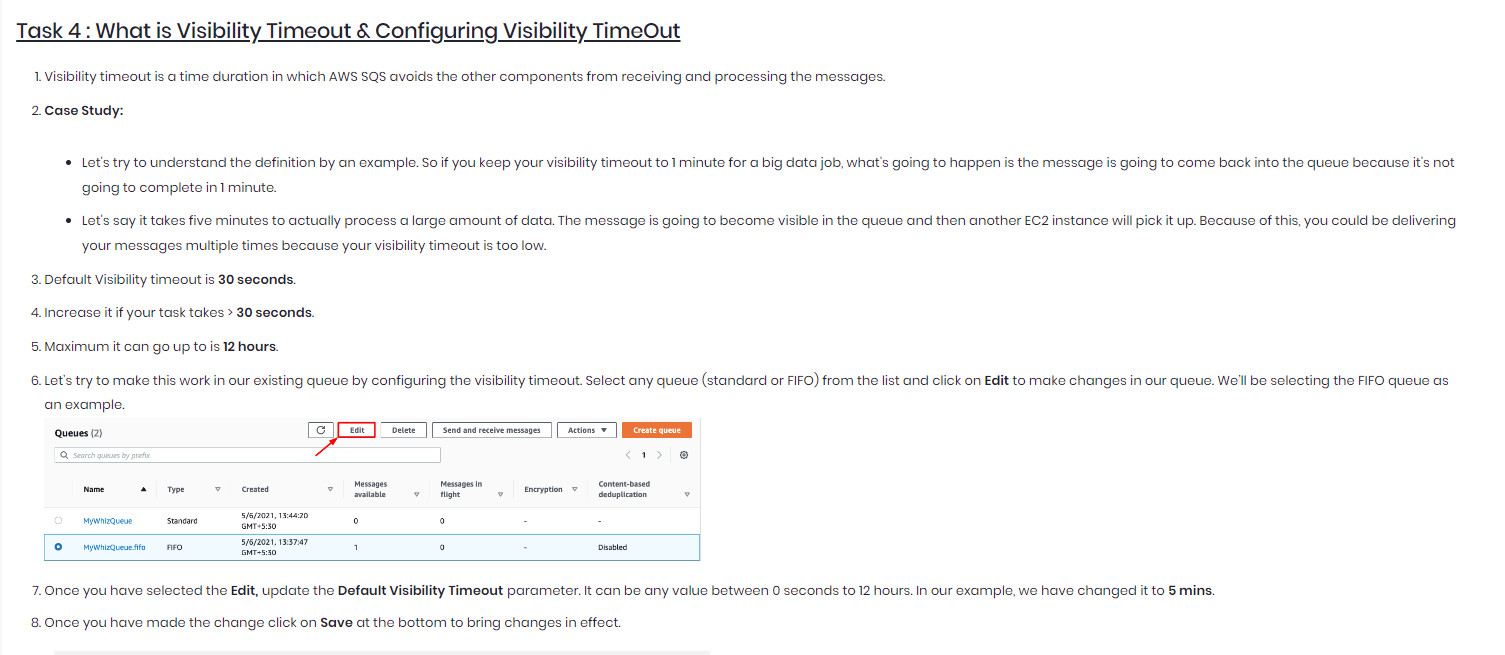 Task 4 : What is Visibility Timeout & Configuring Visibility TimeOut
1. Visibility timeout is a time duration in which AWS SQS avoids the other components from receiving and processing the messages.
2. Case Study:
• Let's try to understand the definition by an example. So if you keep your visibility timeout to 1 minute for a big data job, what's going to happen is the message is going to come back into the queue because it's not
going to complete in 1 minute.
• Let's say it takes five minutes to actually process a large amount of data. The message is going to become visible in the queue and then another EC2 instance will pick it up. Because of this, you could be delivering
your messages multiple times because your visibility timeout is too low.
3. Default Visibility timeout is 30 seconds.
4. Increase it if your task takes > 30 seconds.
5. Maximum it can go up to is 12 hours.
6. Let's try to make this work in our existing queue by configuring the visibility timeout. Select any queue (standard or FIFO) from the list and click on Edit to make changes in our queue. We'll be selecting the FIFO queue as
an example.
Queues (2) Edit Delete Send and receive messages Actions Create queue
Search queues by prefix 1
Name Type Created Messages available Messages in flight Encryption Content-based deduplication
MyWhizQueue Standard 5/6/2021, 13:44:20 GMT+5:30 0 0 - -
MyWhizQueue.fifo FIFO 5/6/2021, 13:37:47 GMT+5:30 1 0 - Disabled
7. Once you have selected the Edit, update the Default Visibility Timeout parameter. It can be any value between 0 seconds to 12 hours. In our example, we have changed it to 5 mins.
8. Once you have made the change click on Save at the bottom to bring changes in effect.